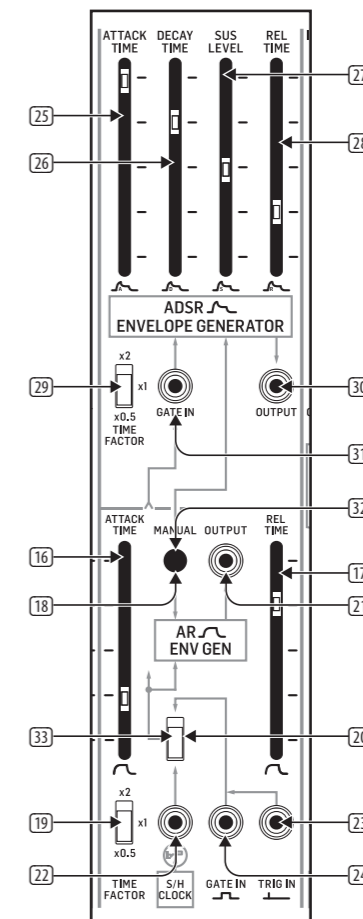 ATTACK TIME
DECAY TIME
SUS LEVEL
REL TIME
27
25
28
26
A
D
S
R
ADSR
ENVELOPE GENERATOR
x2
29
x1
30
x0.5
GATE IN
OUTPUT
TIME FACTOR
31
32
ATTACK TIME
MANUAL
OUTPUT
REL TIME
16
17
18
21
AR
ENV GEN
33
20
x2
19
x1
23
x0.5
22
24
TIME FACTOR
S/H CLOCK
GATE IN
TRIG IN